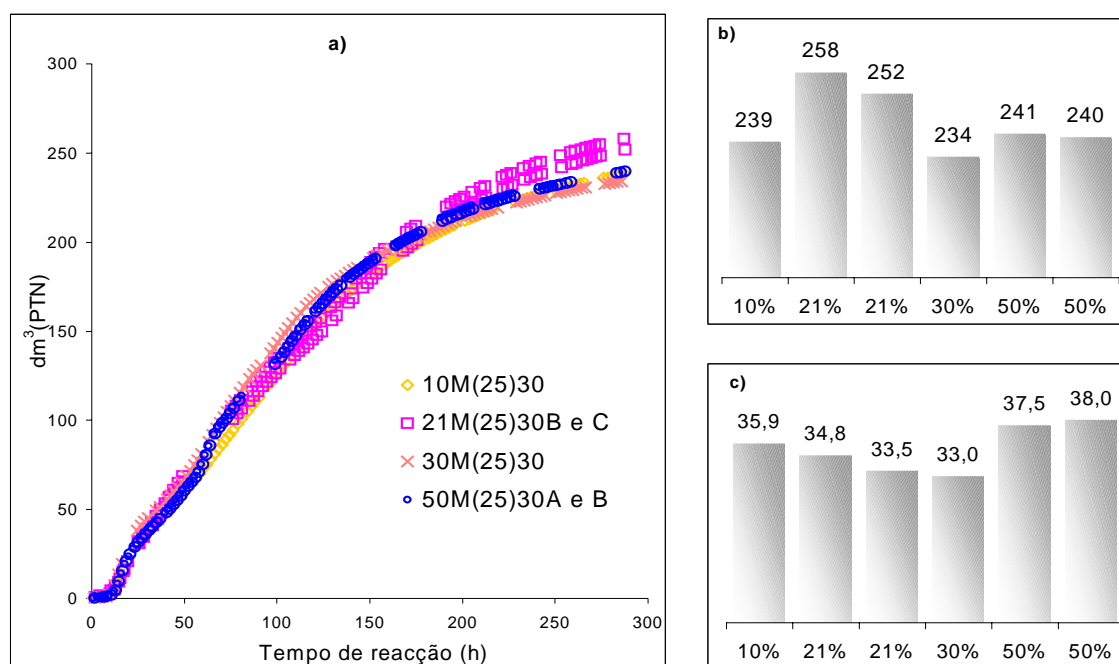 a)
dm3(PTN)
300
250
200
150
100
50
0
0 50 100 150 200 250 300
Tempo de reacção (h)
10M(25)30
21M(25)30B e C
30M(25)30
50M(25)30A e B
b)
239 258 252 234 241 240
10% 21% 21% 30% 50% 50%
c)
35,9 34,8 33,5 33,0 37,5 38,0
10% 21% 21% 30% 50% 50%